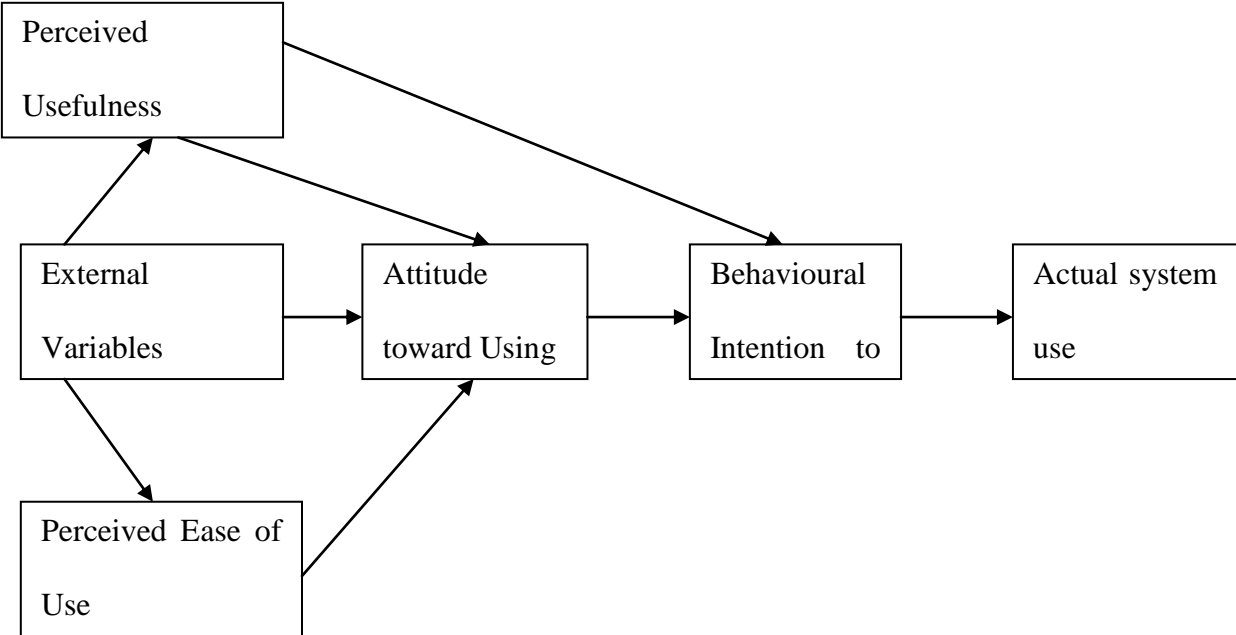 Perceived
Usefulness
External
Variables
Attitude
toward Using
Behavioural
Intention to
Actual system
use
Perceived Ease of
Use